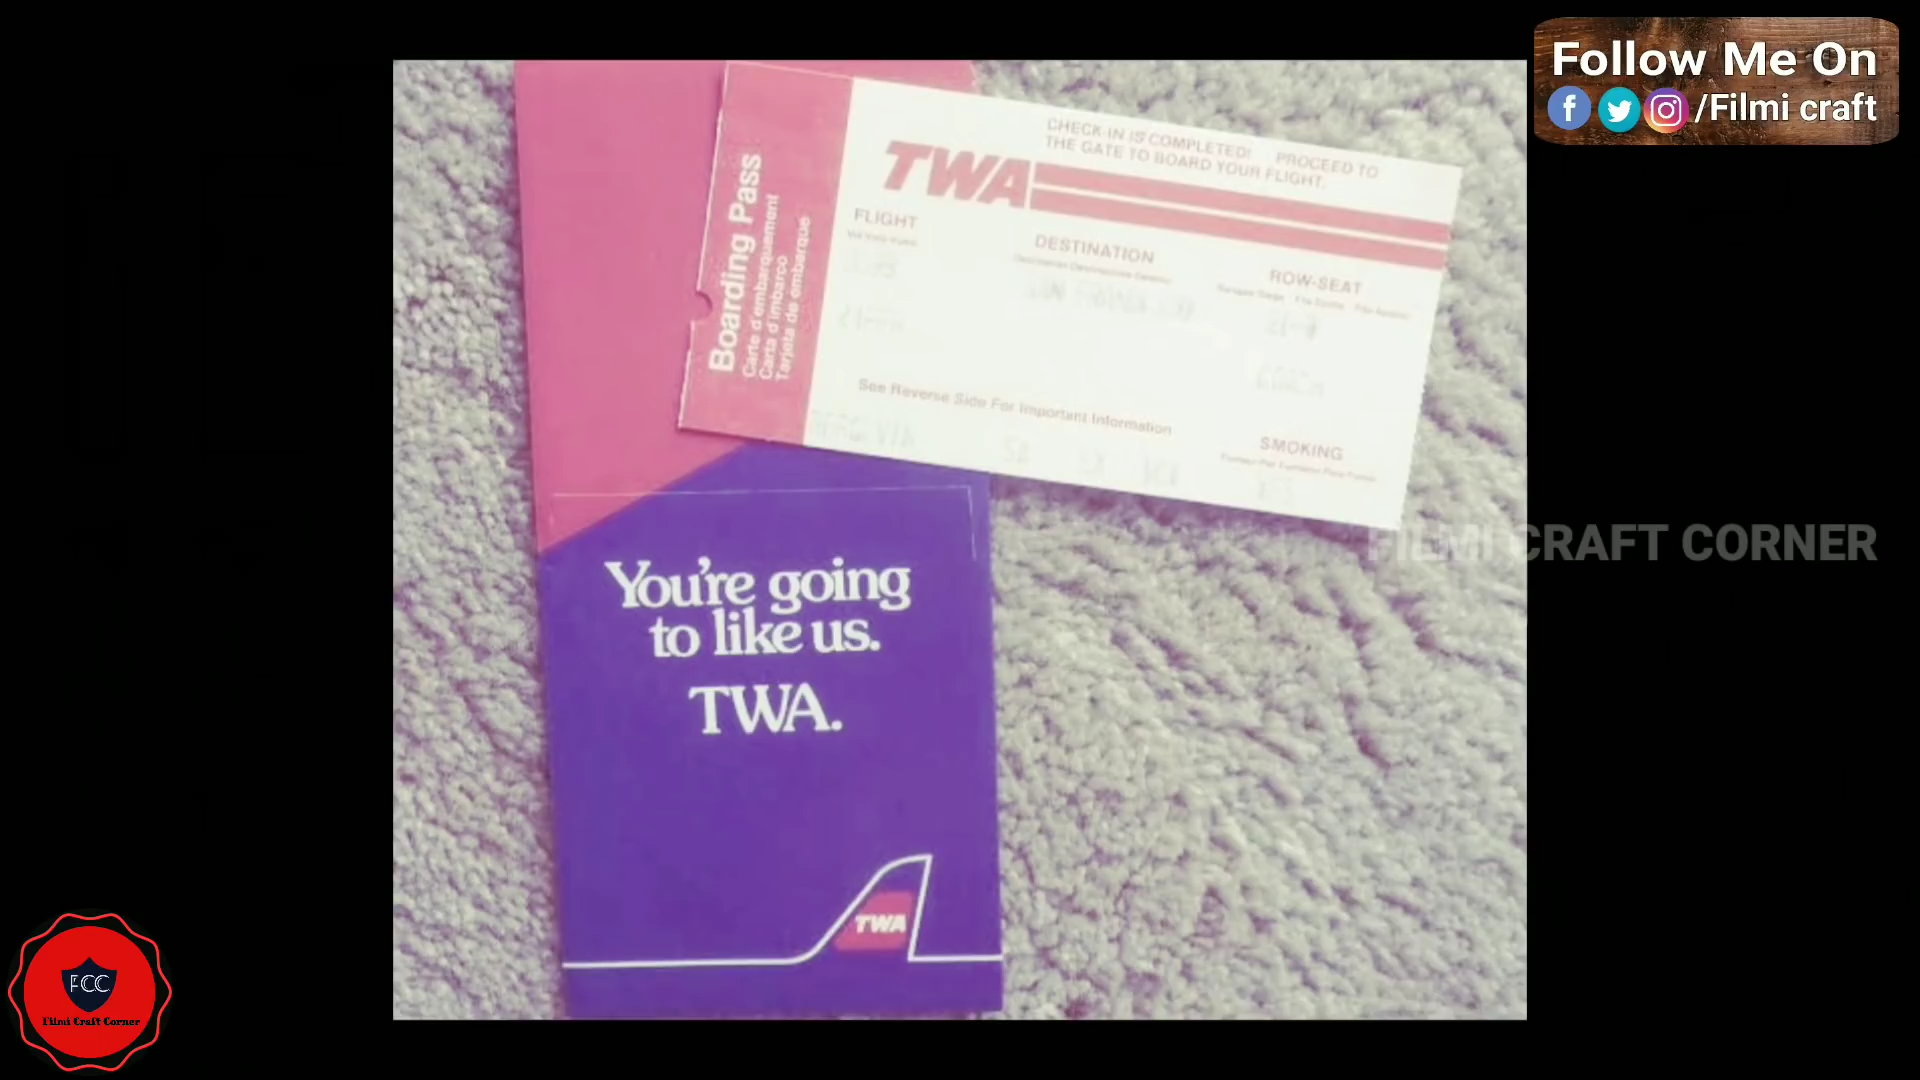 Follow Me On
/Filmi craft
CHECK-IN IS COMPLETED! PROCEED TO
THE GATE TO BOARD YOUR FLIGHT.
TWA
Boarding Pass
Carte d'embarquement
Carta d'imbarco
Tarjeta de embarque
FLIGHT
DESTINATION
ROW-SEAT
See Reverse Side For Important Information
SMOKING
FILMI CRAFT CORNER
You're going
to like us.
TWA.
TWA
FCC
Filmi Craft Corner